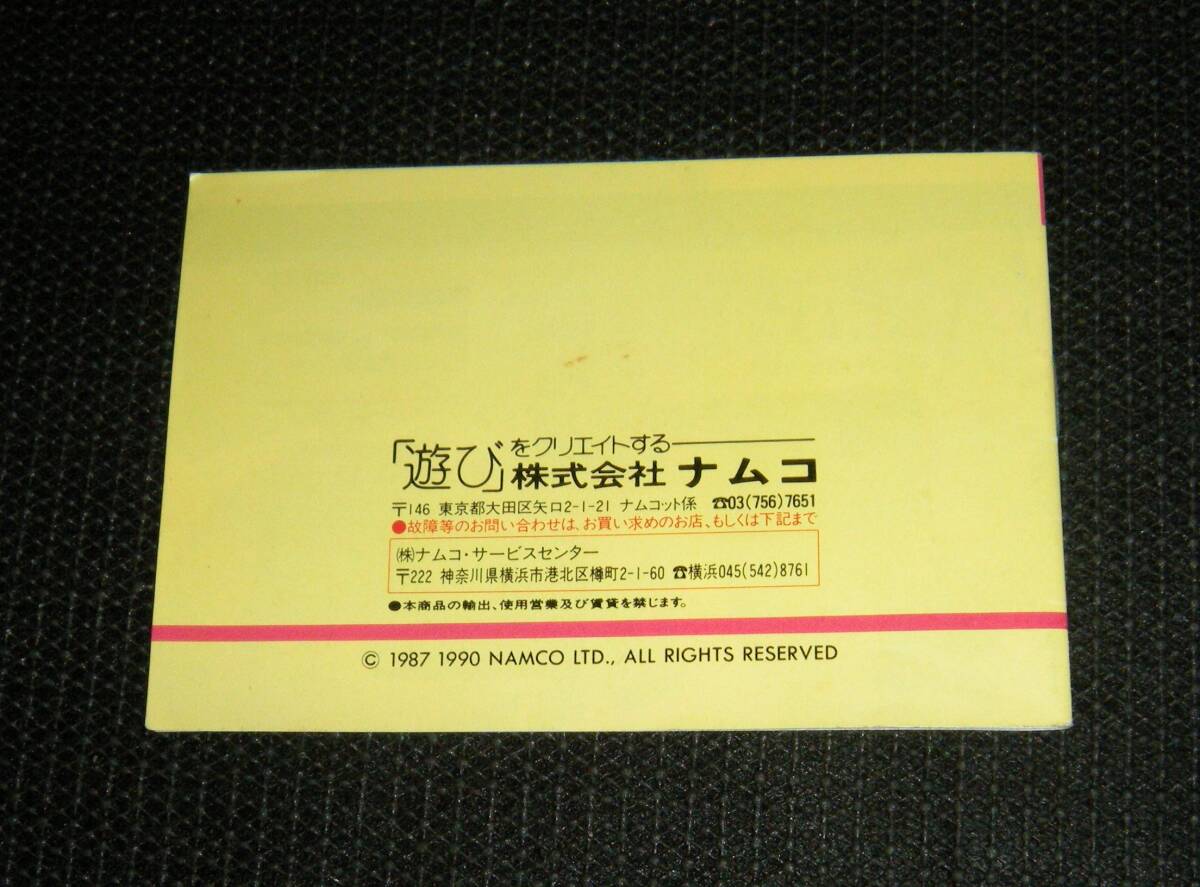 「遊び」をクリエイトする
株式会社ナムコ
〒146 東京都大田区矢口2-1-21 ナムコット係 ☎03(756)7651
●故障等のお問い合わせは、お買い求めのお店、もしくは下記まで
㈱ナムコ・サービスセンター
〒222 神奈川県横浜市港北区樽町2-1-60 ☎横浜045(542)8761
●本商品の輸出、使用営業及び賃貸を禁じます。
© 1987 1990 NAMCO LTD., ALL RIGHTS RESERVED